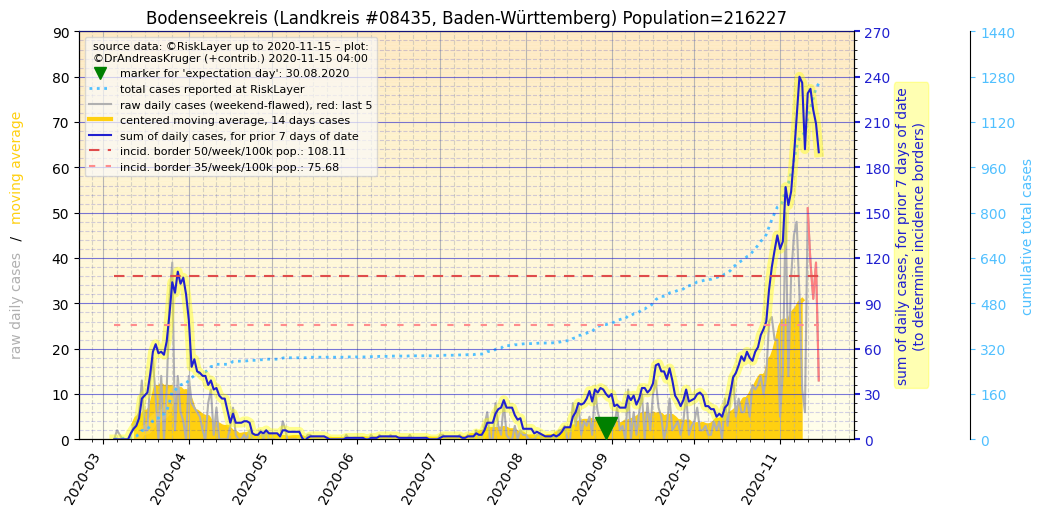 Bodenseekreis (Landkreis #08435, Baden-Württemberg) Population=216227
source data: ©RiskLayer up to 2020-11-15 – plot:
©DrAndreasKruger (+contrib.) 2020-11-15 04:00
marker for 'expectation day': 30.08.2020
total cases reported at RiskLayer
raw daily cases (weekend-flawed), red: last 5
centered moving average, 14 days cases
sum of daily cases, for prior 7 days of date
incid. border 50/week/100k pop.: 108.11
incid. border 35/week/100k pop.: 75.68
raw daily cases / moving average
90
80
70
60
50
40
30
20
10
0
2020-03
2020-04
2020-05
2020-06
2020-07
2020-08
2020-09
2020-10
2020-11
270
240
210
180
150
120
90
60
30
0
sum of daily cases, for prior 7 days of date
(to determine incidence borders)
1440
1280
1120
960
800
640
480
320
160
0
cumulative total cases